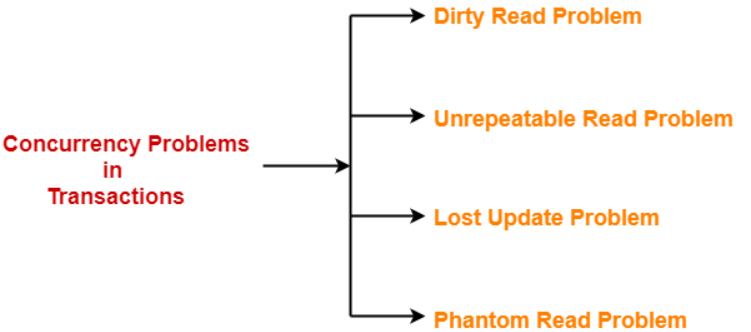 Concurrency Problems
in
Transactions
Dirty Read Problem
Unrepeatable Read Problem
Lost Update Problem
Phantom Read Problem